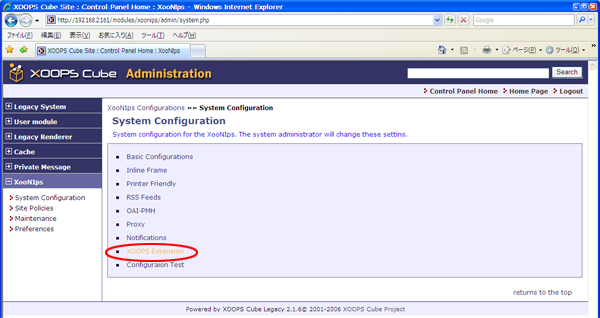 XOOPS Cube Site : Control Panel Home : XooNIps - Windows Internet Explorer
http://192.168.2.161/modules/xoonips/admin/system.php
Google
ファイル(F) 編集(E) 表示(V) お気に入り(A) ツール(T) ヘルプ(H)
XOOPS Cube Site : Control Panel Home : XooNIps
ページ(P) ツール(O)
XOOPS Cube Administration
Search
Control Panel Home Home Page Logout
Legacy System
User module
Legacy Renderer
Cache
Private Message
XooNIps
System Configuration
Site Policies
Maintenance
Preferences
XooNIps Configurations »» System Configuration
System Configuration
System configuration for the XooNIps. The system administrator will change these settins.
Basic Configurations
Inline Frame
Printer Friendly
RSS Feeds
OAI-PMH
Proxy
Notifications
XOOPS Extension
Configuraion Test
returns to the top
Powered by XOOPS Cube Legacy 2.1.6© 2001-2006 XOOPS Cube Project